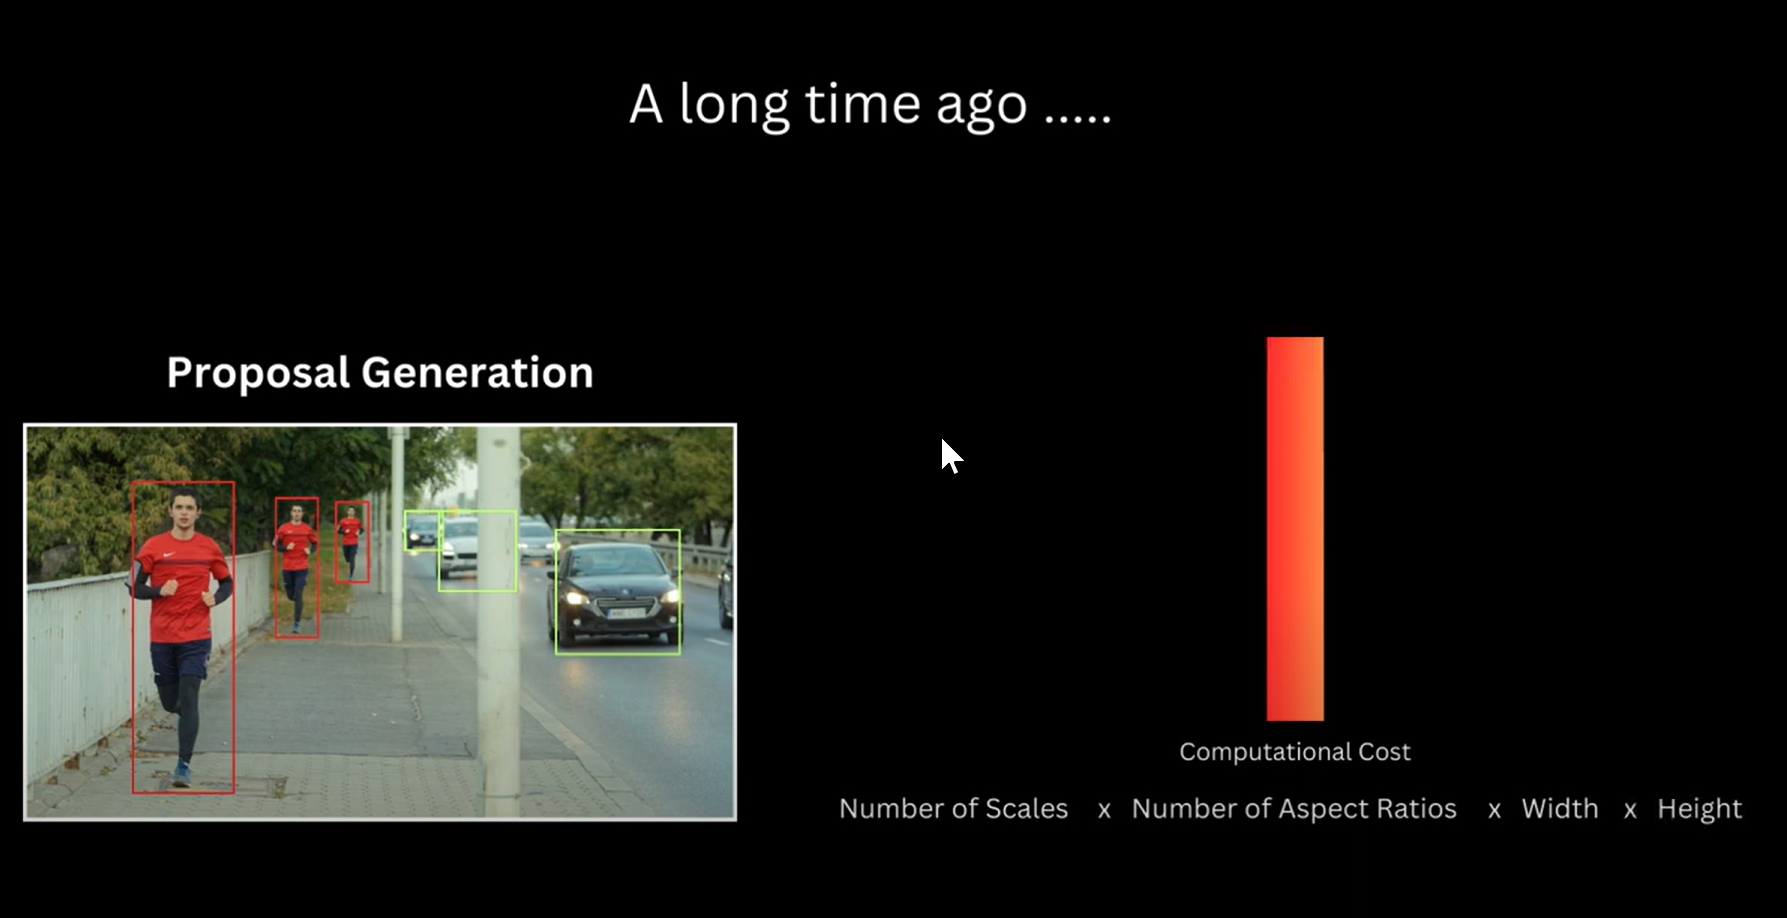 A long time ago .....
Proposal Generation
Computational Cost
Number of Scales x Number of Aspect Ratios x Width x Height